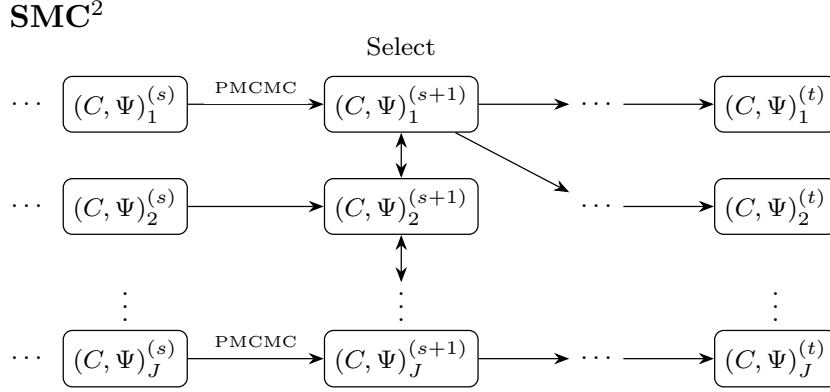 SMC²
Select
⋯ (C, Ψ)₁⁽ˢ⁾ PMCMC (C, Ψ)₁⁽ˢ⁺¹⁾ ⋯ (C, Ψ)₁⁽ᵗ⁾
⋯ (C, Ψ)₂⁽ˢ⁾ (C, Ψ)₂⁽ˢ⁺¹⁾ ⋯ (C, Ψ)₂⁽ᵗ⁾
⋮ ⋮ ⋮
⋯ (C, Ψ)_J⁽ˢ⁾ PMCMC (C, Ψ)_J⁽ˢ⁺¹⁾ ⋯ (C, Ψ)_J⁽ᵗ⁾